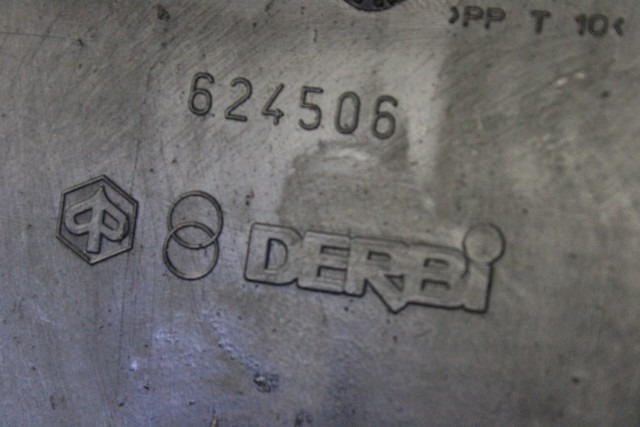 >PP T 10<
624506
DERBi